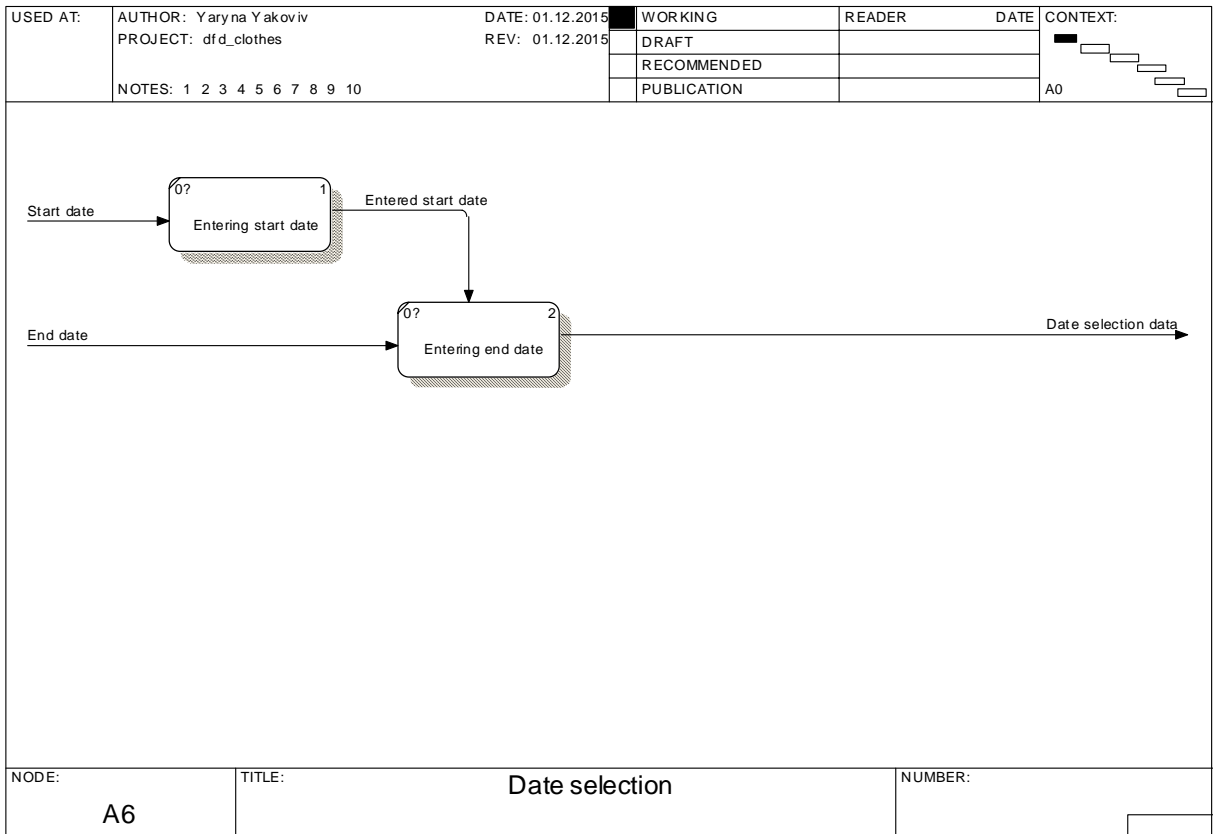 USED AT:
AUTHOR: Yaryna Yakoviv
DATE: 01.12.2015
PROJECT: dfd_clothes
REV: 01.12.2015
NOTES: 1 2 3 4 5 6 7 8 9 10
WORKING
DRAFT
RECOMMENDED
PUBLICATION
READER
DATE
CONTEXT:
A0
0?
1
Entering start date
Start date
Entered start date
0?
2
Entering end date
End date
Date selection data
NODE:
A6
TITLE:
Date selection
NUMBER: